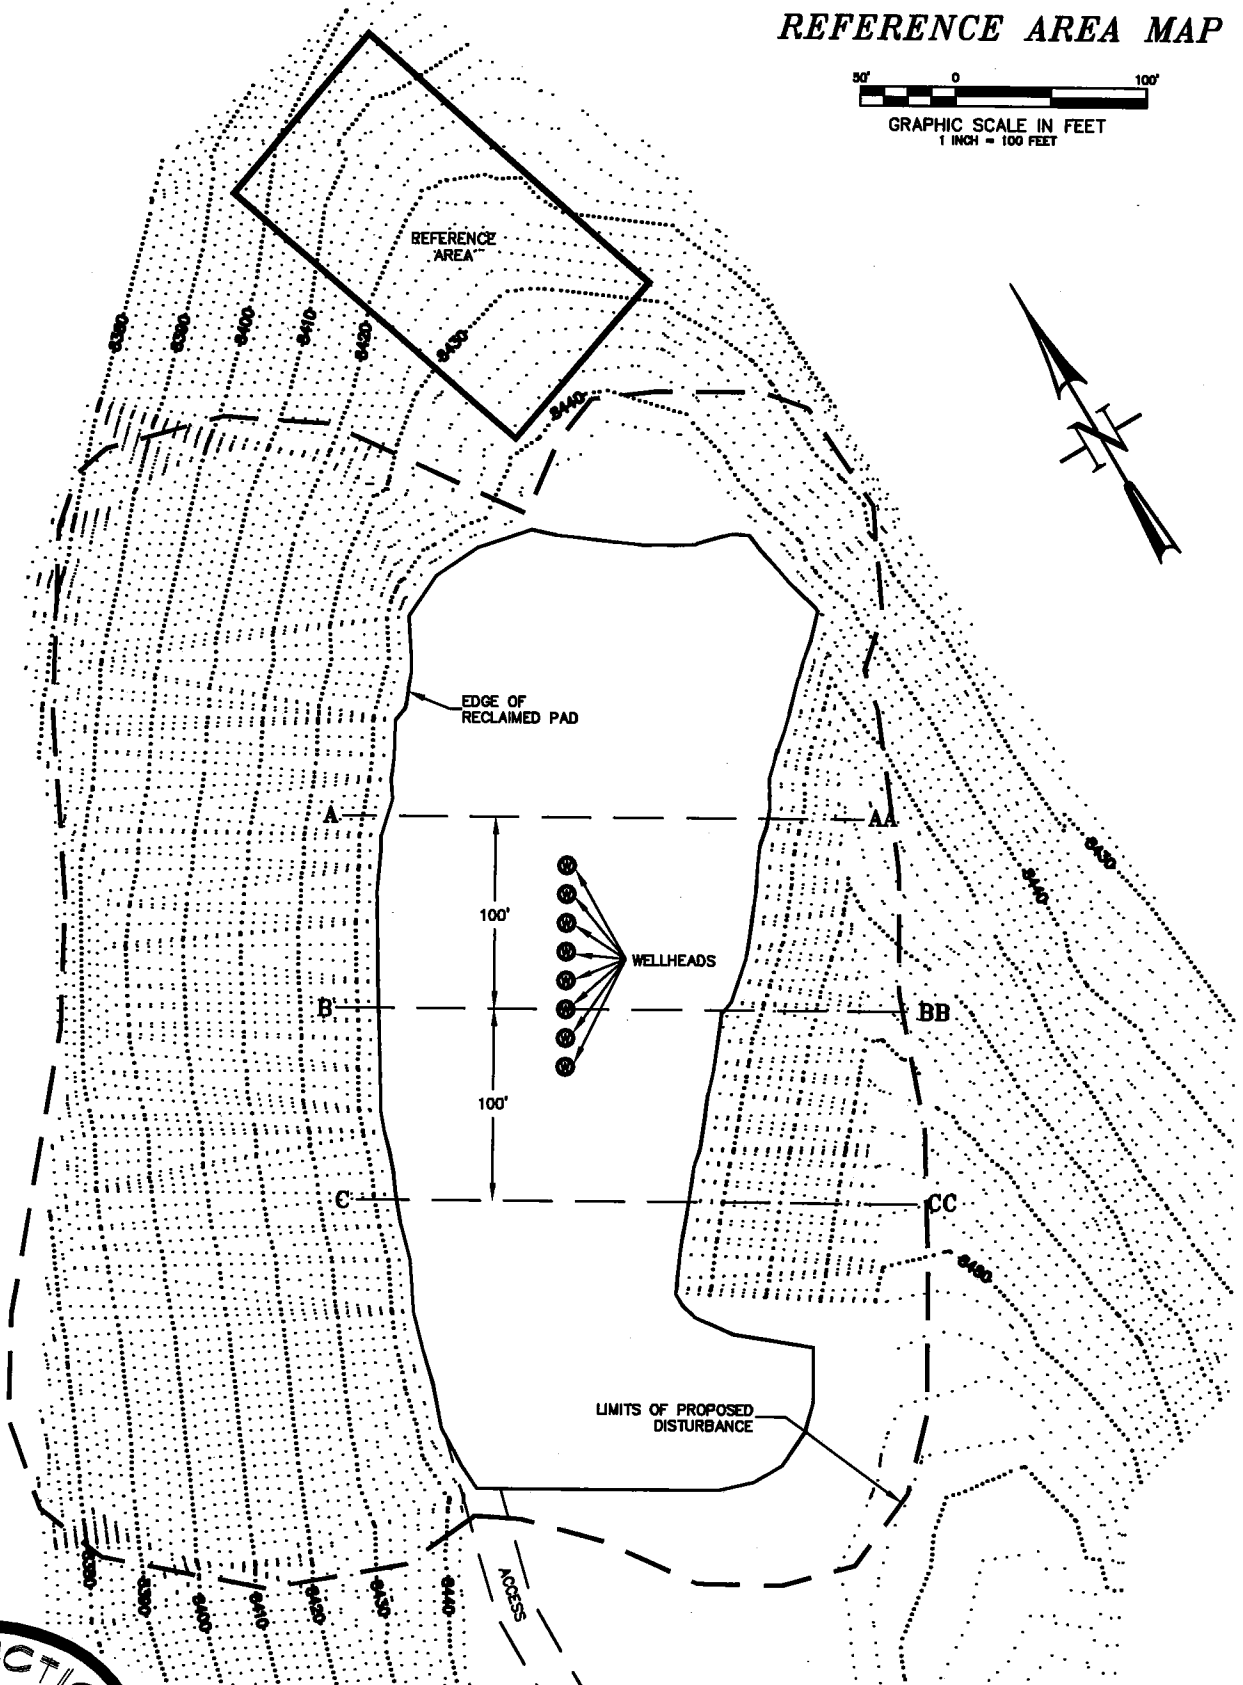 REFERENCE AREA MAP
50' 0 100'
GRAPHIC SCALE IN FEET
1 INCH = 100 FEET
REFERENCE
AREA
8380
8390
8400
8410
8420
8430
8440
N
EDGE OF
RECLAIMED PAD
A AA
8430
8440
100'
WELLHEADS
B BB
100'
C CC
LIMITS OF PROPOSED
DISTURBANCE
ACCESS
8380
8390
8400
8410
8420
8430
8440